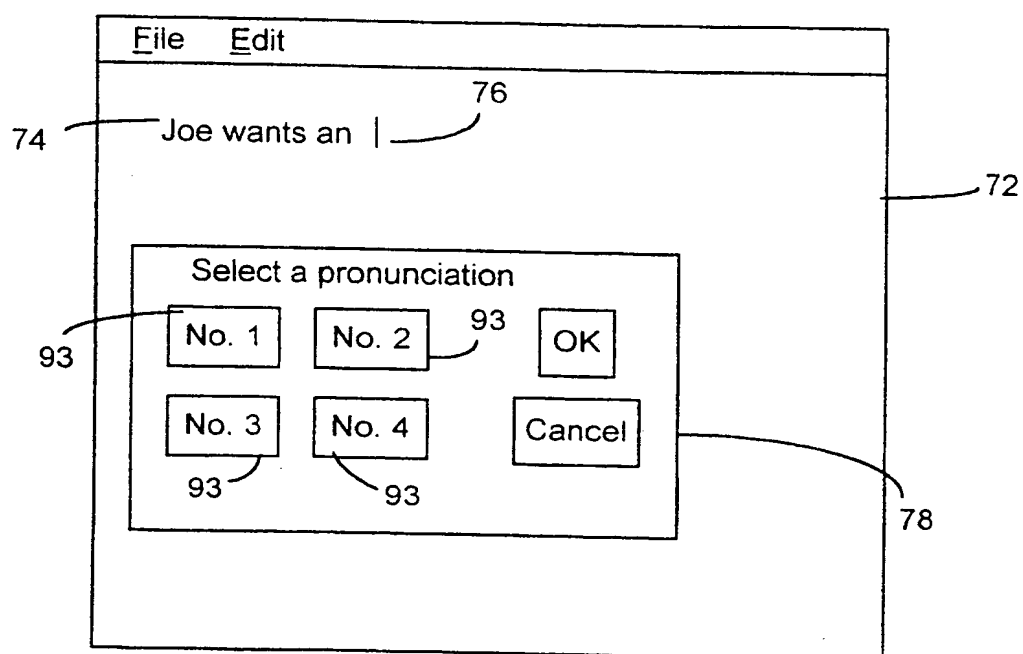 File Edit
76
74 Joe wants an |
72
Select a pronunciation
93 No. 1 No. 2 93 OK
No. 3 No. 4 Cancel
93 93
78